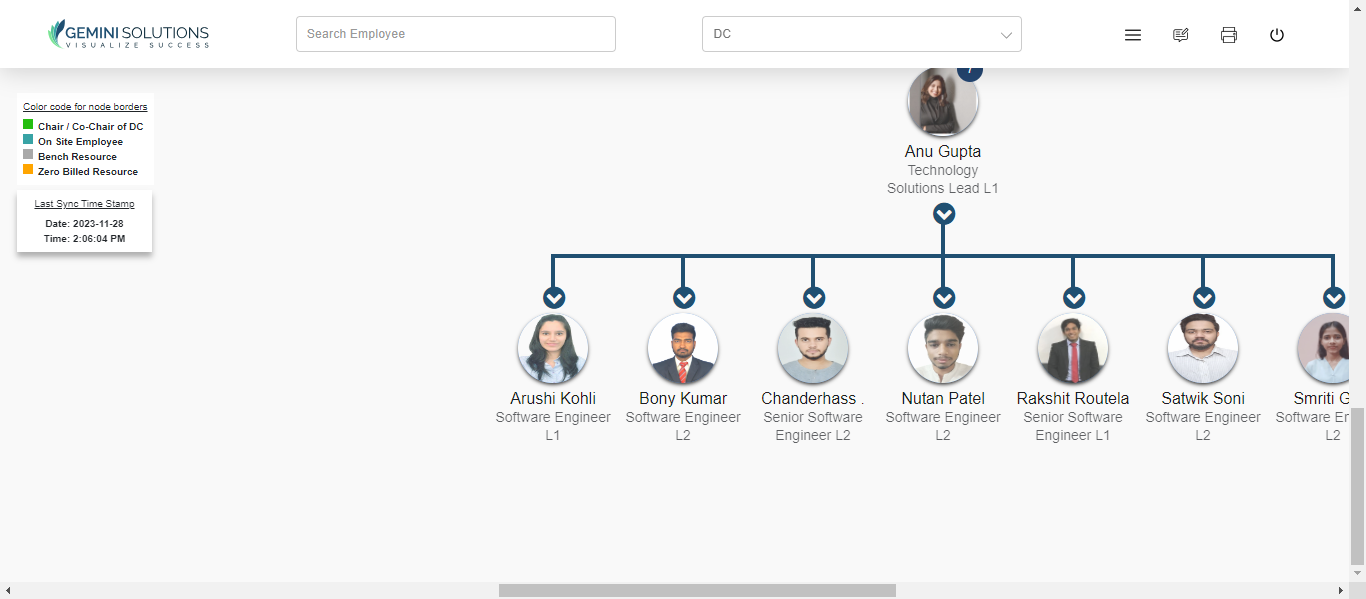 GEMINI SOLUTIONS
VISUALIZE SUCCESS
Search Employee
DC
Color code for node borders
Chair / Co-Chair of DC
On Site Employee
Bench Resource
Zero Billed Resource
Last Sync Time Stamp
Date: 2023-11-28
Time: 2:06:04 PM
Anu Gupta
Technology
Solutions Lead L1
Arushi Kohli
Software Engineer
L1
Bony Kumar
Software Engineer
L2
Chanderhass .
Senior Software
Engineer L2
Nutan Patel
Software Engineer
L2
Rakshit Routela
Senior Software
Engineer L1
Satwik Soni
Software Engineer
L2
Smriti G
Software Er
L2